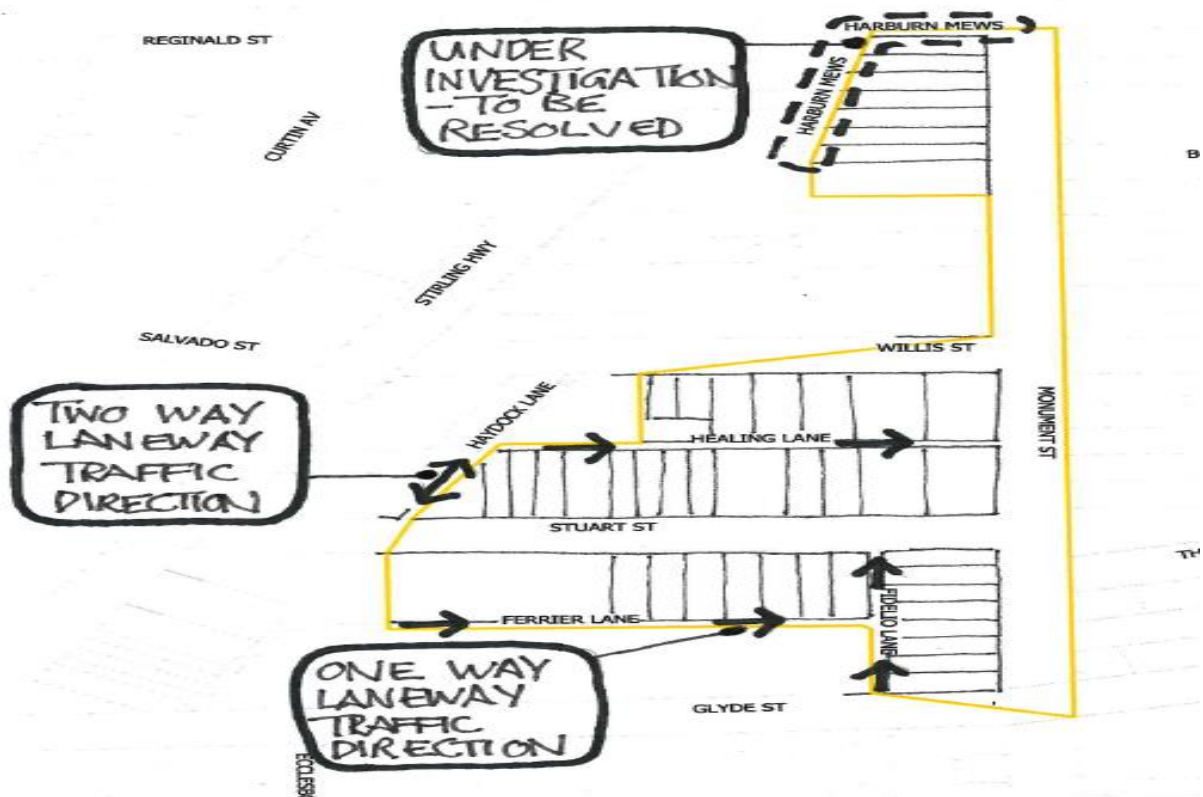 REGINALD ST
UNDER
INVESTIGATION
- TO BE
RESOLVED
HARBURN MEWS
HARBURN MEWS
CURTIN AV
STIRLING HWY
SALVADO ST
WILLIS ST
TWO WAY
LANEWAY
TRAFFIC
DIRECTION
HAYDOCK LANE
HEALING LANE
MONUMENT ST
STUART ST
FERRIER LANE
FIDELIO LANE
ONE WAY
LANEWAY
TRAFFIC
DIRECTION
GLYDE ST
TH